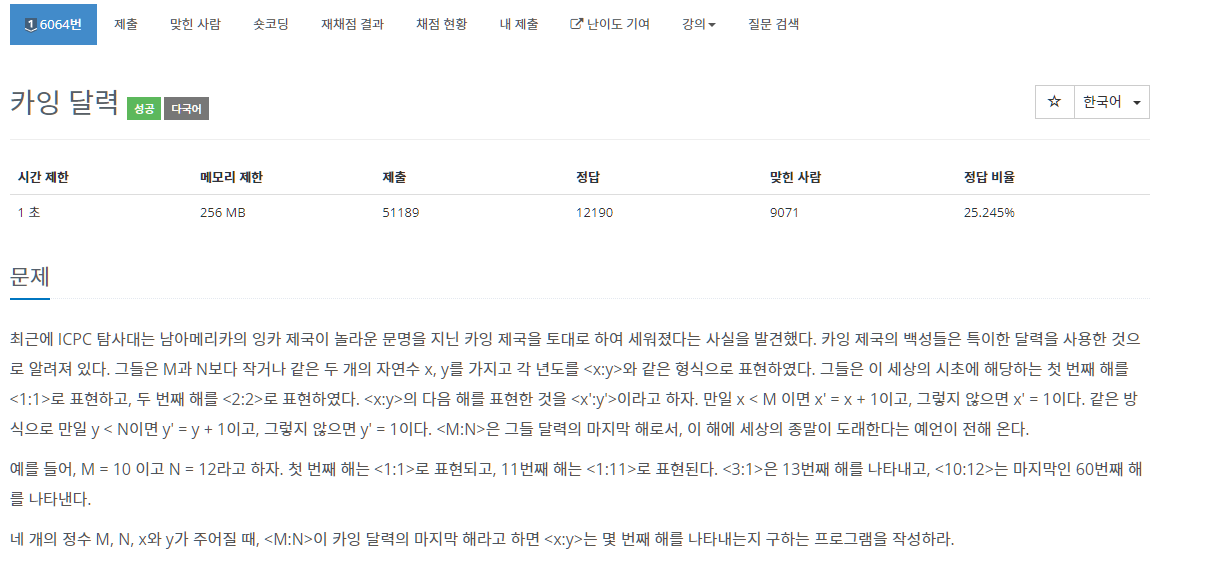 1 6064번 제출 맞힌 사람 숏코딩 재채점 결과 채점 현황 내 제출 난이도 기여 강의 질문 검색
카잉 달력 성공 다국어 한국어
시간 제한 메모리 제한 제출 정답 맞힌 사람 정답 비율
1 초 256 MB 51189 12190 9071 25.245%
문제
최근에 ICPC 탐사대는 남아메리카의 잉카 제국이 놀라운 문명을 지닌 카잉 제국을 토대로 하여 세워졌다는 사실을 발견했다. 카잉 제국의 백성들은 특이한 달력을 사용한 것으
로 알려져 있다. 그들은 M과 N보다 작거나 같은 두 개의 자연수 x, y를 가지고 각 년도를 <x:y>와 같은 형식으로 표현하였다. 그들은 이 세상의 시초에 해당하는 첫 번째 해를
<1:1>로 표현하고, 두 번째 해를 <2:2>로 표현하였다. <x:y>의 다음 해를 표현한 것을 <x':y'>이라고 하자. 만일 x < M 이면 x' = x + 1이고, 그렇지 않으면 x' = 1이다. 같은 방
식으로 만일 y < N이면 y' = y + 1이고, 그렇지 않으면 y' = 1이다. <M:N>은 그들 달력의 마지막 해로서, 이 해에 세상의 종말이 도래한다는 예언이 전해 온다.
예를 들어, M = 10 이고 N = 12라고 하자. 첫 번째 해는 <1:1>로 표현되고, 11번째 해는 <1:11>로 표현된다. <3:1>은 13번째 해를 나타내고, <10:12>는 마지막인 60번째 해
를 나타낸다.
네 개의 정수 M, N, x와 y가 주어질 때, <M:N>이 카잉 달력의 마지막 해라고 하면 <x:y>는 몇 번째 해를 나타내는지 구하는 프로그램을 작성하라.